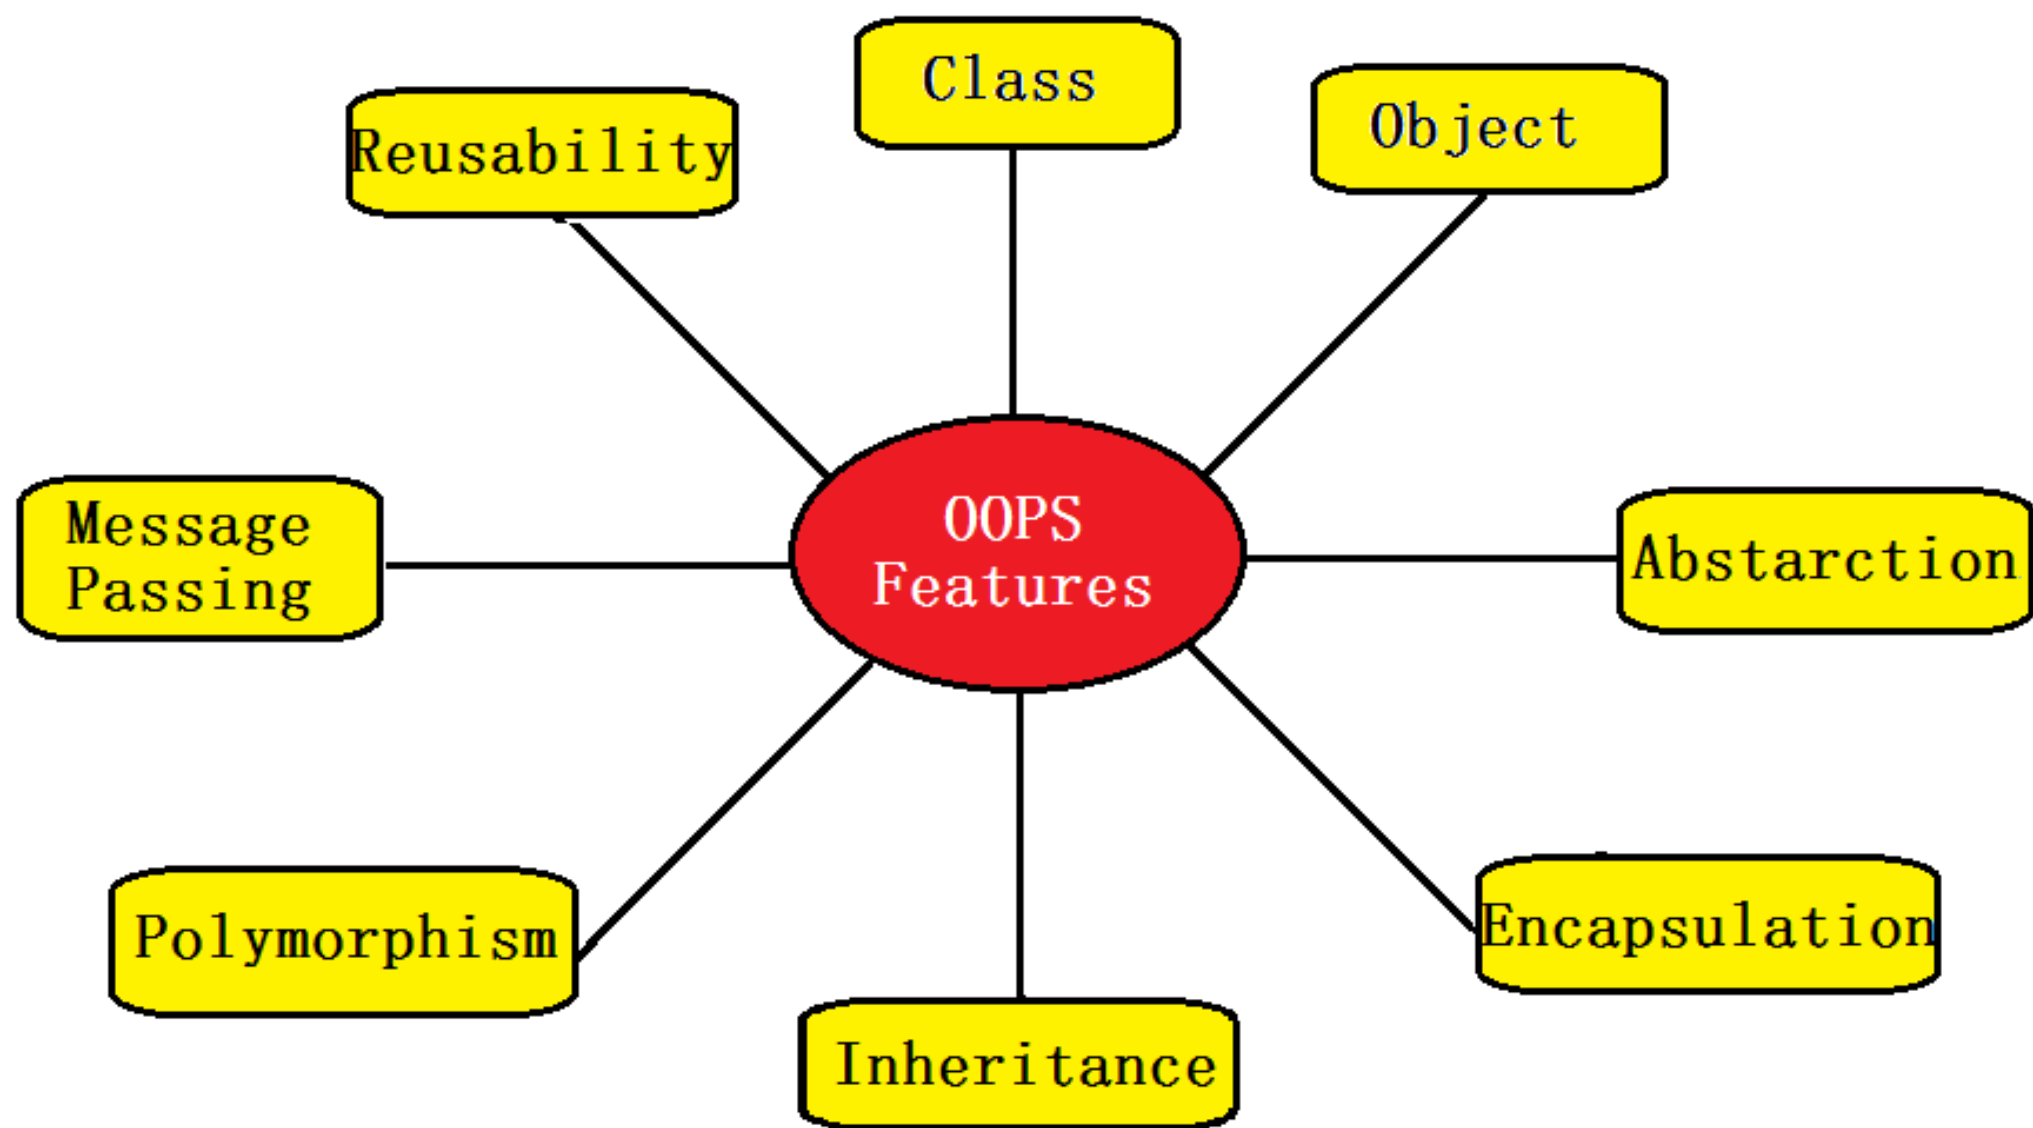 Class
Object
Reusability
OOPS
Features
Message
Passing
Abstarction
Polymorphism
Encapsulation
Inheritance